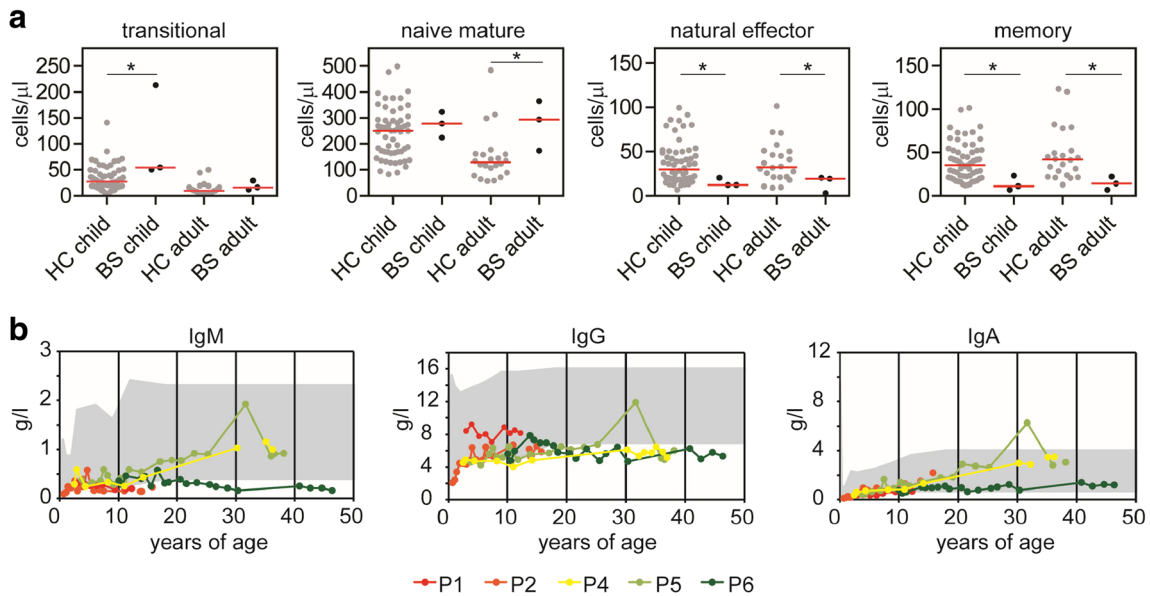 a
transitional
naive mature
natural effector
memory
cells/µl
250
200
150
100
50
0
*
HC child
BS child
HC adult
BS adult
cells/µl
500
400
300
200
100
0
*
HC child
BS child
HC adult
BS adult
cells/µl
150
100
50
0
*
*
HC child
BS child
HC adult
BS adult
cells/µl
150
100
50
0
*
*
HC child
BS child
HC adult
BS adult
b
IgM
IgG
IgA
g/l
3
2
1
0
0 10 20 30 40 50
years of age
g/l
16
12
8
4
0
0 10 20 30 40 50
years of age
g/l
12
8
4
0
0 10 20 30 40 50
years of age
P1 P2 P4 P5 P6